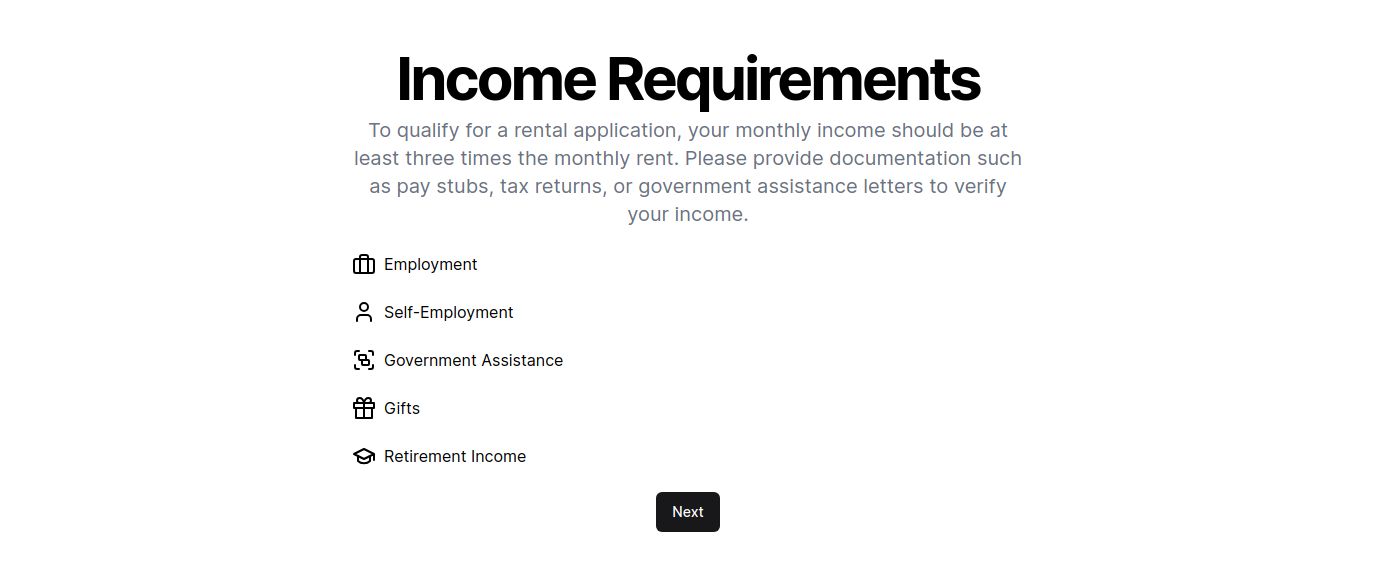 Income Requirements
To qualify for a rental application, your monthly income should be at
least three times the monthly rent. Please provide documentation such
as pay stubs, tax returns, or government assistance letters to verify
your income.
Employment
Self-Employment
Government Assistance
Gifts
Retirement Income
Next